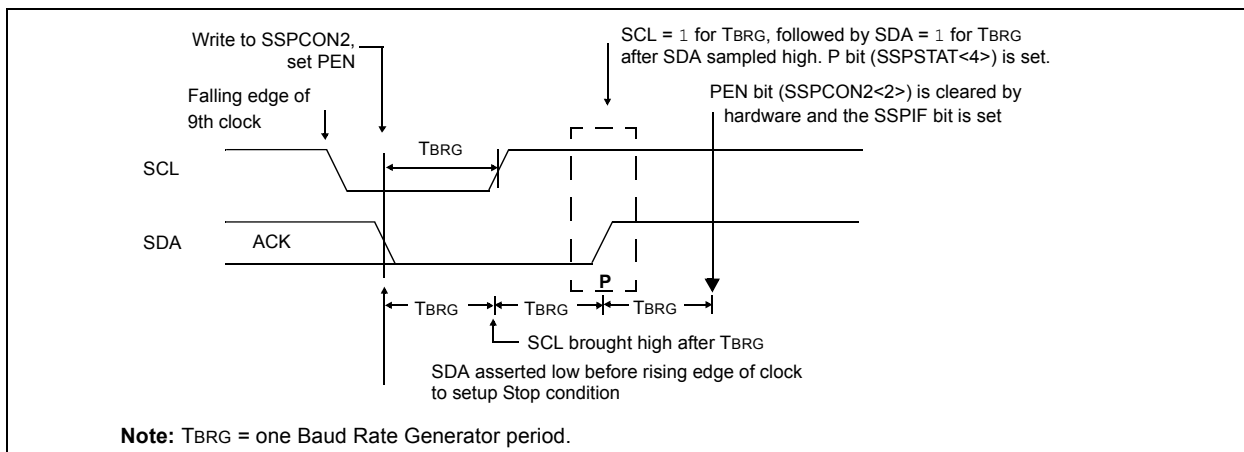 Write to SSPCON2,
set PEN
SCL = 1 for TBRG, followed by SDA = 1 for TBRG
after SDA sampled high. P bit (SSPSTAT<4>) is set.
Falling edge of
9th clock
PEN bit (SSPCON2<2>) is cleared by
hardware and the SSPIF bit is set
TBRG
SCL
SDA
ACK
P
TBRG
TBRG
TBRG
SCL brought high after TBRG
SDA asserted low before rising edge of clock
to setup Stop condition
Note: TBRG = one Baud Rate Generator period.